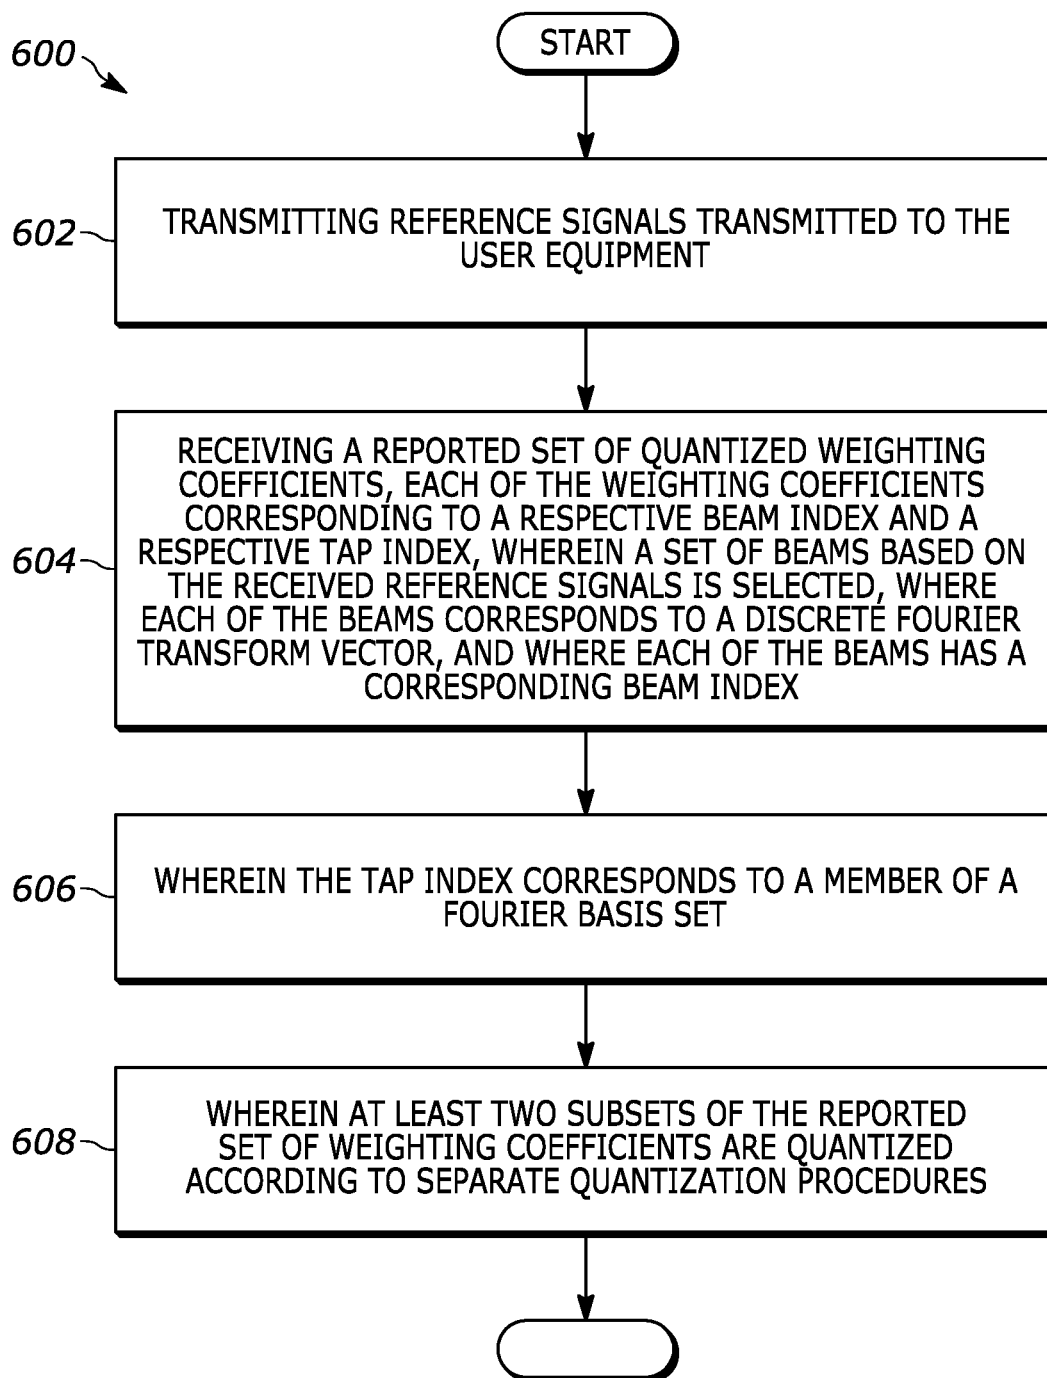 600
START
602
TRANSMITTING REFERENCE SIGNALS TRANSMITTED TO THE
USER EQUIPMENT
604
RECEIVING A REPORTED SET OF QUANTIZED WEIGHTING
COEFFICIENTS, EACH OF THE WEIGHTING COEFFICIENTS
CORRESPONDING TO A RESPECTIVE BEAM INDEX AND A
RESPECTIVE TAP INDEX, WHEREIN A SET OF BEAMS BASED ON
THE RECEIVED REFERENCE SIGNALS IS SELECTED, WHERE
EACH OF THE BEAMS CORRESPONDS TO A DISCRETE FOURIER
TRANSFORM VECTOR, AND WHERE EACH OF THE BEAMS HAS A
CORRESPONDING BEAM INDEX
606
WHEREIN THE TAP INDEX CORRESPONDS TO A MEMBER OF A
FOURIER BASIS SET
608
WHEREIN AT LEAST TWO SUBSETS OF THE REPORTED
SET OF WEIGHTING COEFFICIENTS ARE QUANTIZED
ACCORDING TO SEPARATE QUANTIZATION PROCEDURES